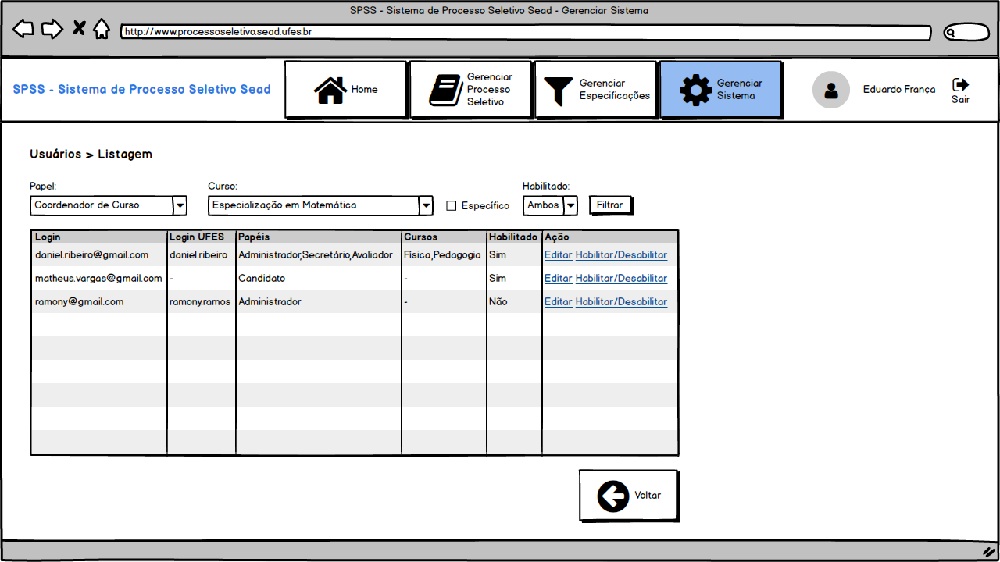 SPSS - Sistema de Processo Seletivo Sead - Gerenciar Sistema
http://www.processoseletivo.sead.ufes.br
SPSS - Sistema de Processo Seletivo Sead
Home
Gerenciar
Processo
Seletivo
Gerenciar
Especificações
Gerenciar
Sistema
Eduardo França
Sair
Usuários > Listagem
Papel: Curso: Habilitado:
Coordenador de Curso Especialização em Matemática Específico Ambos Filtrar
Login Login UFES Papéis Cursos Habilitado Ação
daniel.ribeiro@gmail.com daniel.ribeiro Administrador,Secretário,Avaliador Física,Pedagogia Sim Editar Habilitar/Desabilitar
matheus.vargas@gmail.com - Candidato - Sim Editar Habilitar/Desabilitar
ramony@gmail.com ramony.ramos Administrador - Não Editar Habilitar/Desabilitar
Voltar